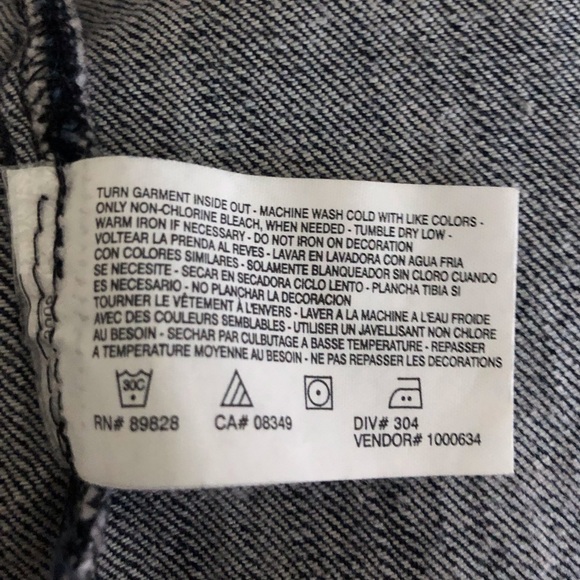 TURN GARMENT INSIDE OUT - MACHINE WASH COLD WITH LIKE COLORS -
ONLY NON-CHLORINE BLEACH, WHEN NEEDED - TUMBLE DRY LOW -
WARM IRON IF NECESSARY - DO NOT IRON ON DECORATION
VOLTEAR LA PRENDA AL REVES - LAVAR EN LAVADORA CON AGUA FRIA
CON COLORES SIMILARES - SOLAMENTE BLANQUEADOR SIN CLORO CUANDO
SE NECESITE - SECAR EN SECADORA CICLO LENTO - PLANCHA TIBIA SI
ES NECESARIO - NO PLANCHAR LA DECORACION
TOURNER LE VÊTEMENT À L'ENVERS - LAVER À LA MACHINE A L'EAU FROIDE
AVEC DES COULEURS SEMBLABLES - UTILISER UN JAVELLISANT NON CHLORE
AU BESOIN - SECHAR PAR CULBUTAGE A BASSE TEMPERATURE - REPASSER
A TEMPERATURE MOYENNE AU BESOIN - NE PAS REPASSER LES DECORATIONS
30C
RN# 89828 CA# 08349 DIV# 304
VENDOR# 1000634